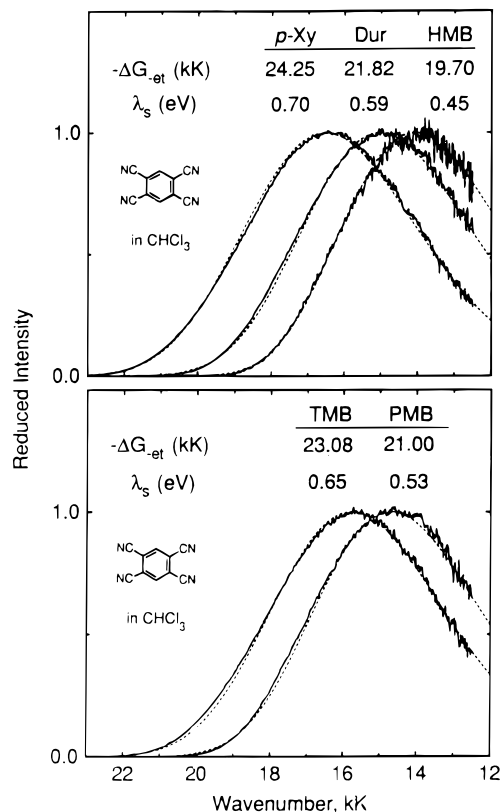 p-Xy Dur HMB
-ΔG-et (kK) 24.25 21.82 19.70
λs (eV) 0.70 0.59 0.45
1.0
NC CN
NC CN
in CHCl3
0.0
Reduced Intensity
TMB PMB
-ΔG-et (kK) 23.08 21.00
λs (eV) 0.65 0.53
1.0
NC CN
NC CN
in CHCl3
0.0
22 20 18 16 14 12
Wavenumber, kK